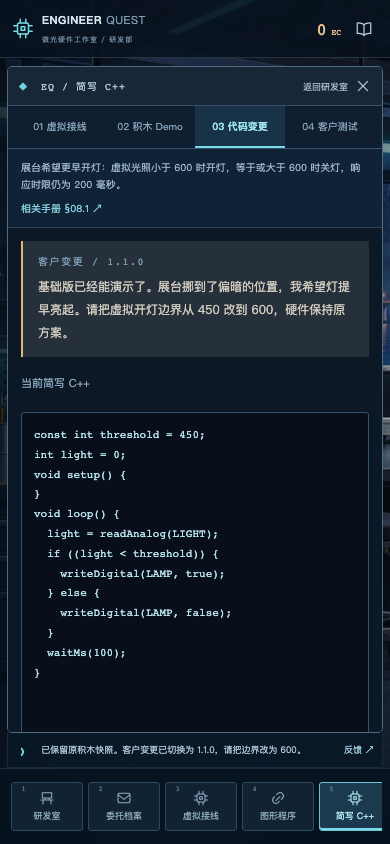 ENGINEER QUEST
微光硬件工作室 / 研发部
0 EC
EQ / 简写 C++
返回研发室
01 虚拟接线
02 积木 Demo
03 代码变更
04 客户测试
展台希望更早开灯：虚拟光照小于 600 时开灯，等于或大于 600 时关灯，响
应时限仍为 200 毫秒。
相关手册 §08.1 ↗
客户变更 / 1.1.0
基础版已经能演示了。展台挪到了偏暗的位置，我希望灯提
早亮起。请把虚拟开灯边界从 450 改到 600，硬件保持原
方案。
当前简写 C++
const int threshold = 450;
int light = 0;
void setup() {
}
void loop() {
  light = readAnalog(LIGHT);
  if ((light < threshold)) {
    writeDigital(LAMP, true);
  } else {
    writeDigital(LAMP, false);
  }
  waitMs(100);
}
已保留原积木快照。客户变更已切换为 1.1.0，请把边界改为 600。
反馈 ↗
1 研发室
2 委托档案
3 虚拟接线
4 图形程序
5 简写 C++